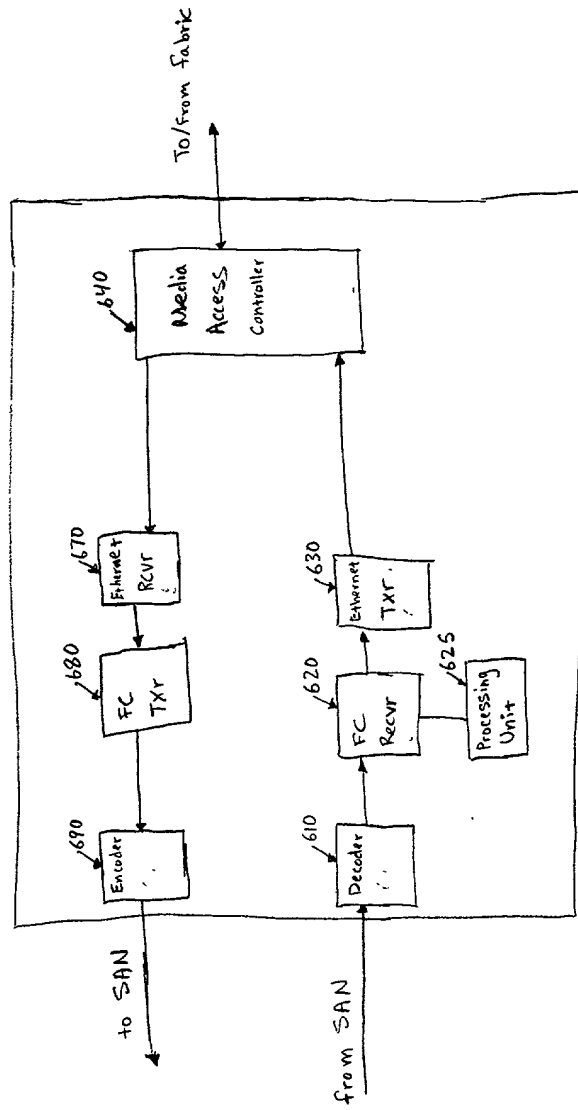 to SAN
690
Encoder
680
FC
TXr
670
Ethernet
RCVR
640
Media
Access
Controller
To/From Fabric
from SAN
610
Decoder
620
FC
Recvr
630
Ethernet
TXr
625
Processing
Unit